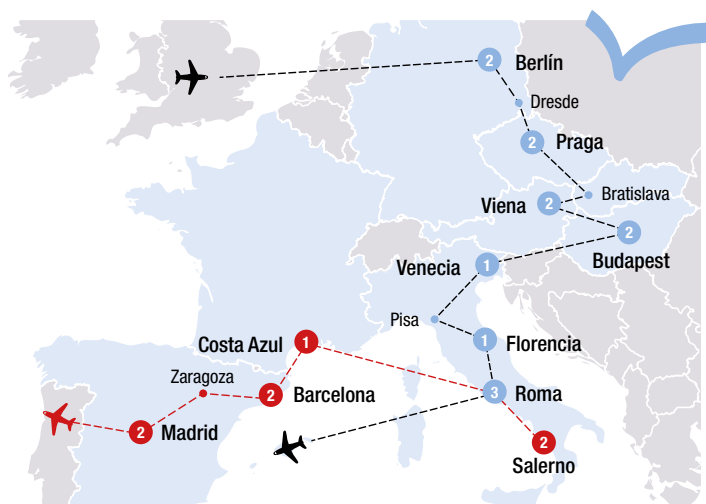 2 Berlín
Dresde
2 Praga
Bratislava
Viena 2
2
Budapest
Venecia 1
Pisa
1 Florencia
Costa Azul 1
Zaragoza
2 Barcelona
3 Roma
2 Madrid
2
Salerno